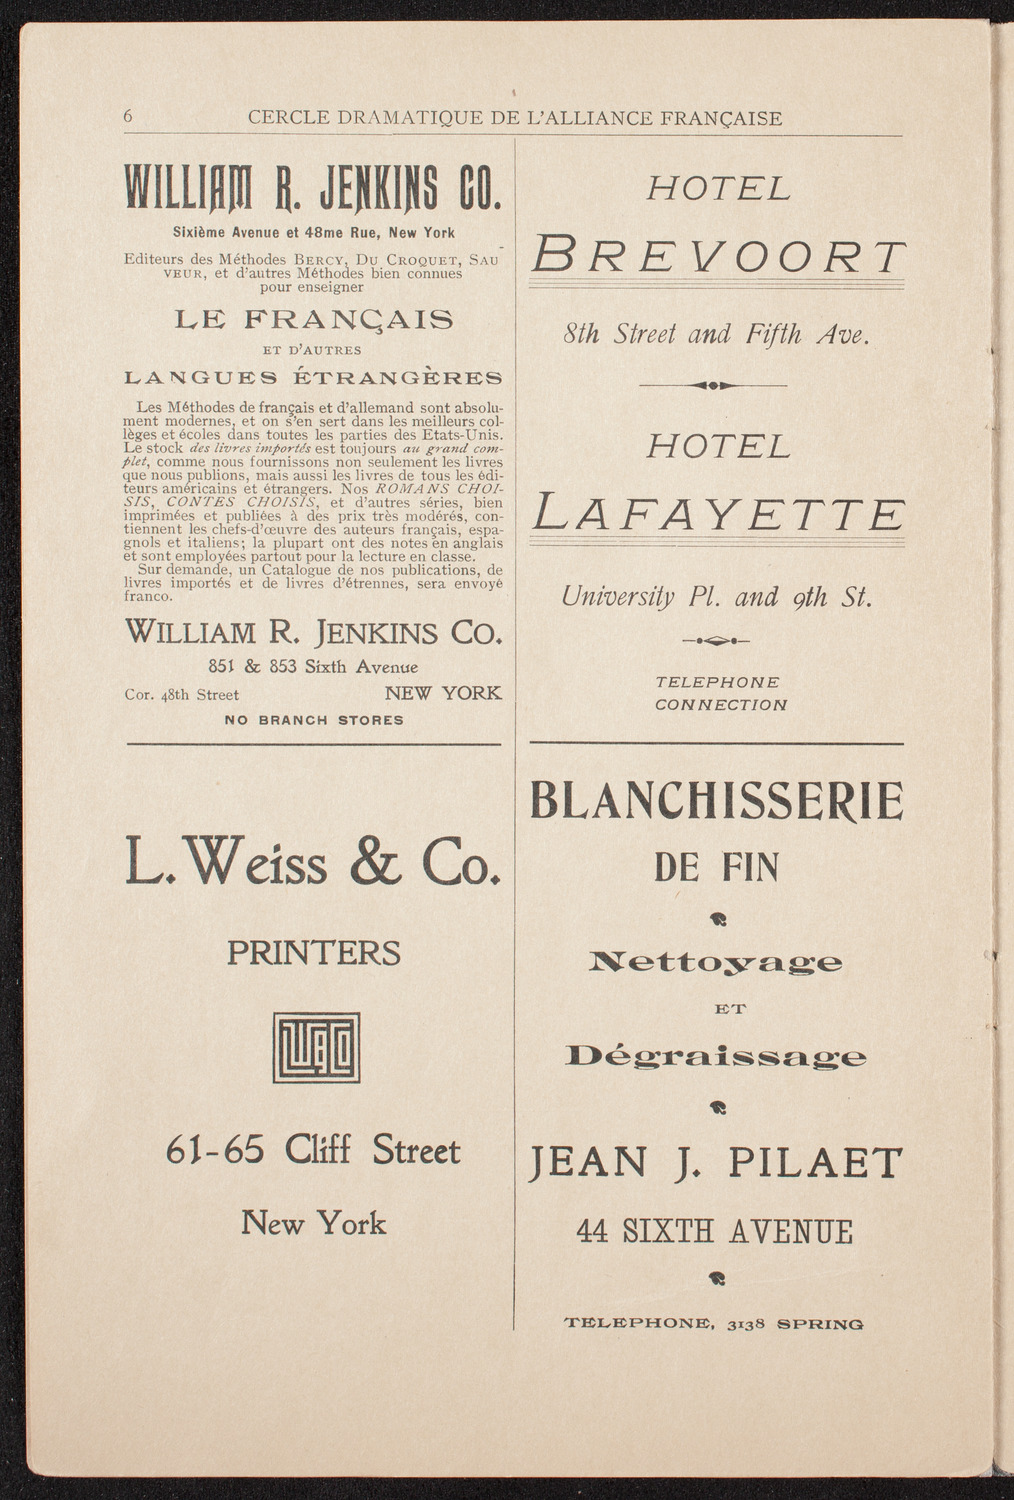 6
CERCLE DRAMATIQUE DE L'ALLIANCE FRANÇAISE
WILLIAM R. JENKINS CO.
Sixième Avenue et 48me Rue, New York
Editeurs des Méthodes BERCY, DU CROQUET, SAU-
VEUR, et d'autres Méthodes bien connues
pour enseigner
LE FRANÇAIS
ET D'AUTRES
LANGUES ÉTRANGÈRES
Les Méthodes de français et d'allemand sont absolu-
ment modernes, et on s'en sert dans les meilleurs col-
lèges et écoles dans toutes les parties des Etats-Unis.
Le stock des livres importés est toujours au grand com-
plet, comme nous fournissons non seulement les livres
que nous publions, mais aussi les livres de tous les édi-
teurs américains et étrangers. Nos ROMANS CHOI-
SIS, CONTES CHOISIS, et d'autres séries, bien
imprimées et publiées à des prix très modérés, con-
tiennent les chefs-d'œuvre des auteurs français, espa-
gnols et italiens; la plupart ont des notes en anglais
et sont employées partout pour la lecture en classe.
Sur demande, un Catalogue de nos publications, de
livres importés et de livres d'étrennes, sera envoyé
franco.
WILLIAM R. JENKINS CO.
851 & 853 Sixth Avenue
Cor. 48th Street NEW YORK
NO BRANCH STORES
L. Weiss & Co.
PRINTERS
61-65 Cliff Street
New York
HOTEL
BREVOORT
8th Street and Fifth Ave.
HOTEL
LAFAYETTE
University Pl. and 9th St.
TELEPHONE
CONNECTION
BLANCHISSERIE
DE FIN
Nettoyage
ET
Dégraissage
JEAN J. PILAET
44 SIXTH AVENUE
TELEPHONE, 3138 SPRING